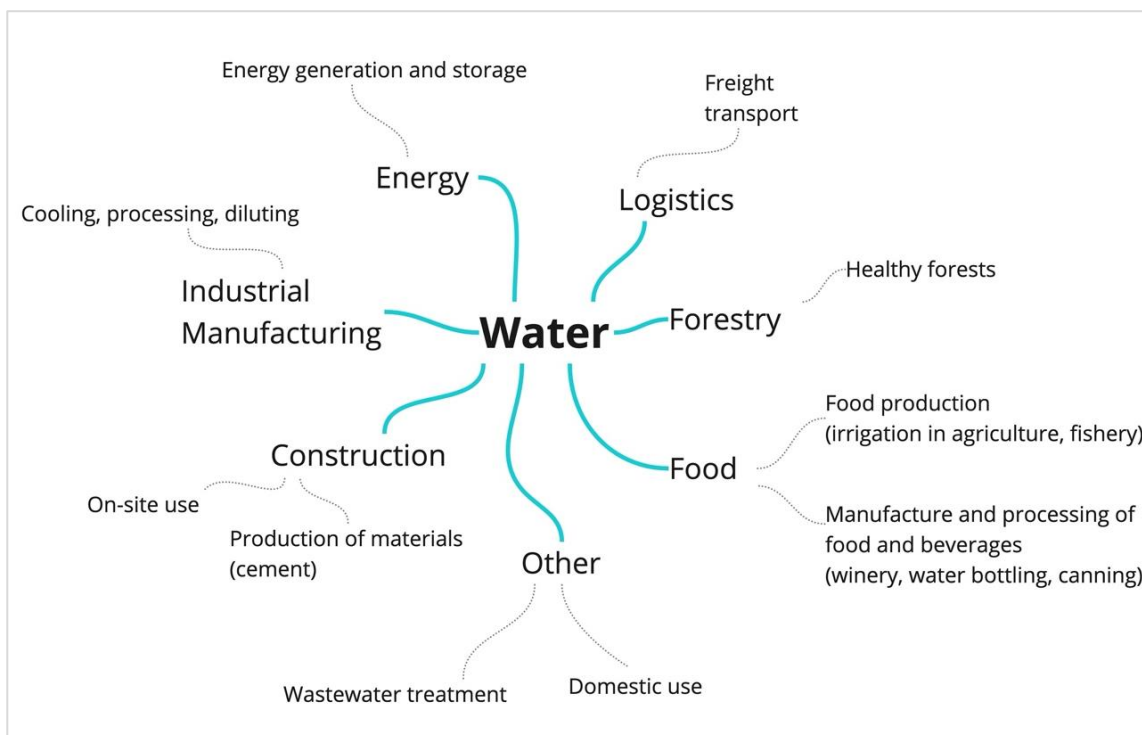 Energy generation and storage
Freight
transport
Energy
Logistics
Cooling, processing, diluting
Healthy forests
Industrial
Manufacturing
Water
Forestry
Food production
(irrigation in agriculture, fishery)
Construction
Food
On-site use
Production of materials
(cement)
Manufacture and processing of
food and beverages
(winery, water bottling, canning)
Other
Wastewater treatment
Domestic use